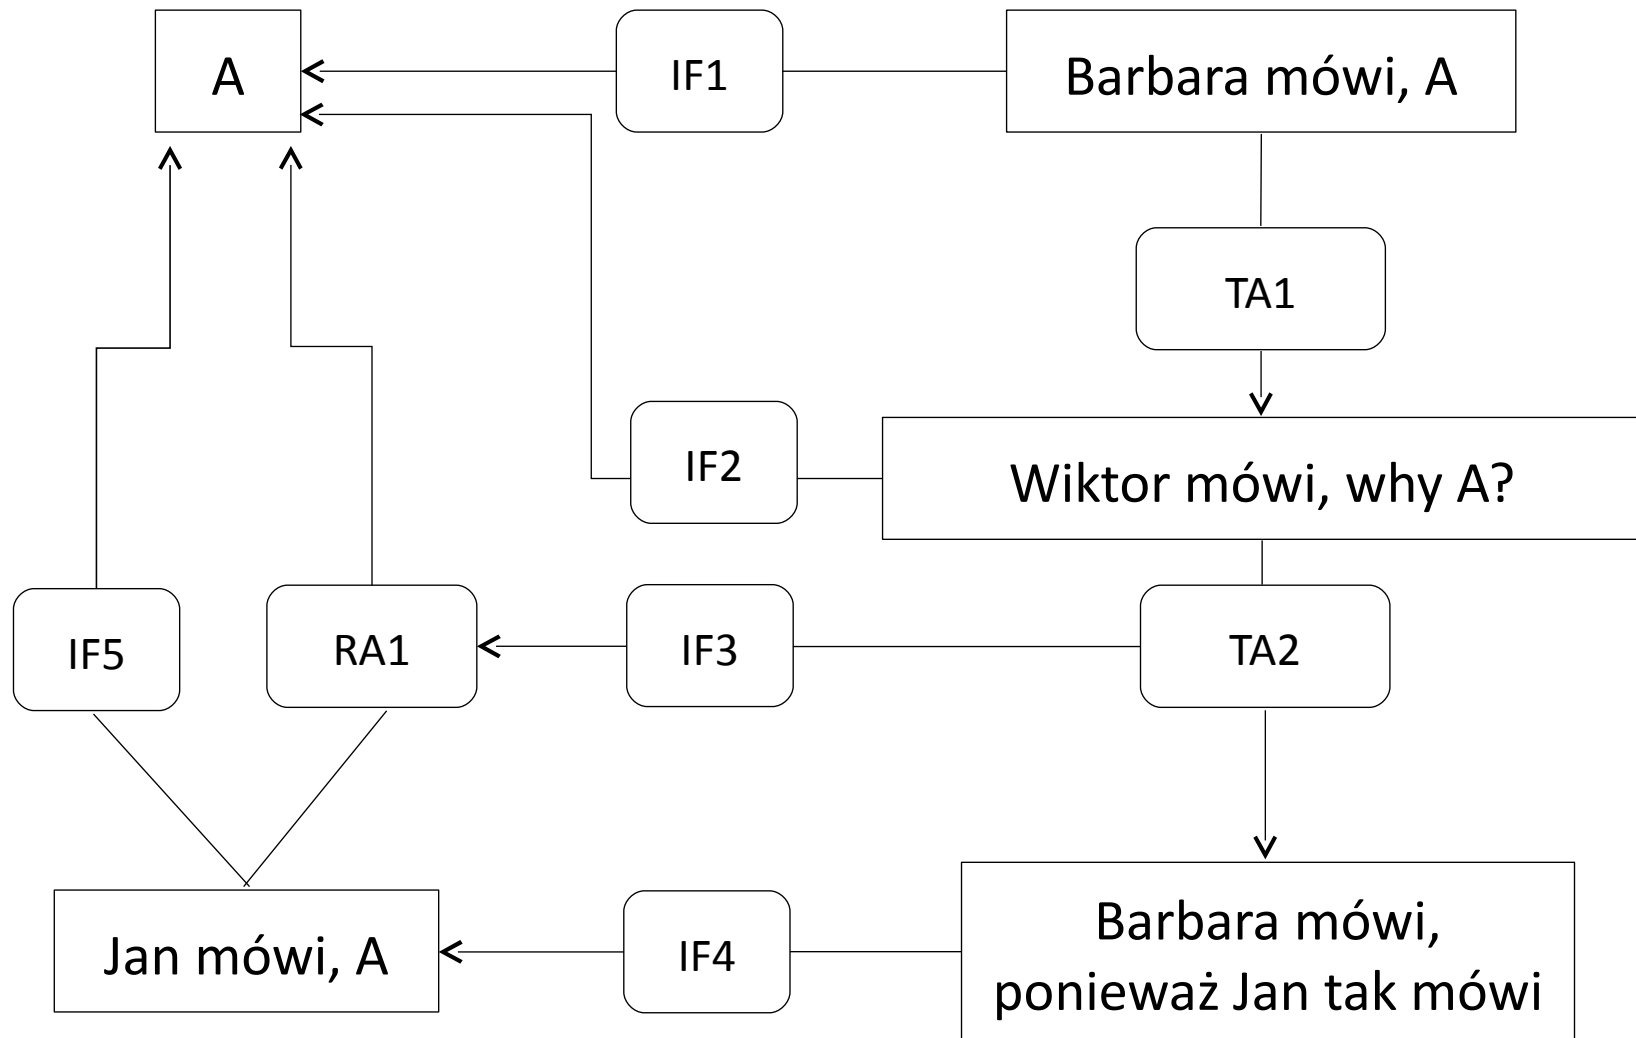 A
IF1
Barbara mówi, A
TA1
IF2
Wiktor mówi, why A?
IF5
RA1
IF3
TA2
Jan mówi, A
IF4
Barbara mówi,
ponieważ Jan tak mówi